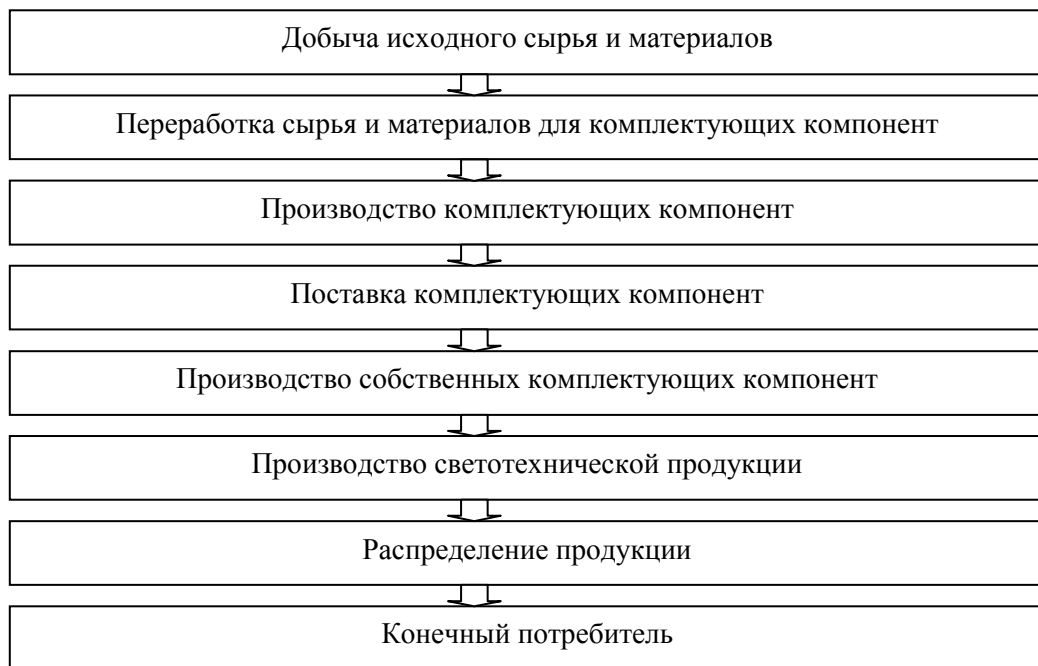 Добыча исходного сырья и материалов
Переработка сырья и материалов для комплектующих компонент
Производство комплектующих компонент
Поставка комплектующих компонент
Производство собственных комплектующих компонент
Производство светотехнической продукции
Распределение продукции
Конечный потребитель